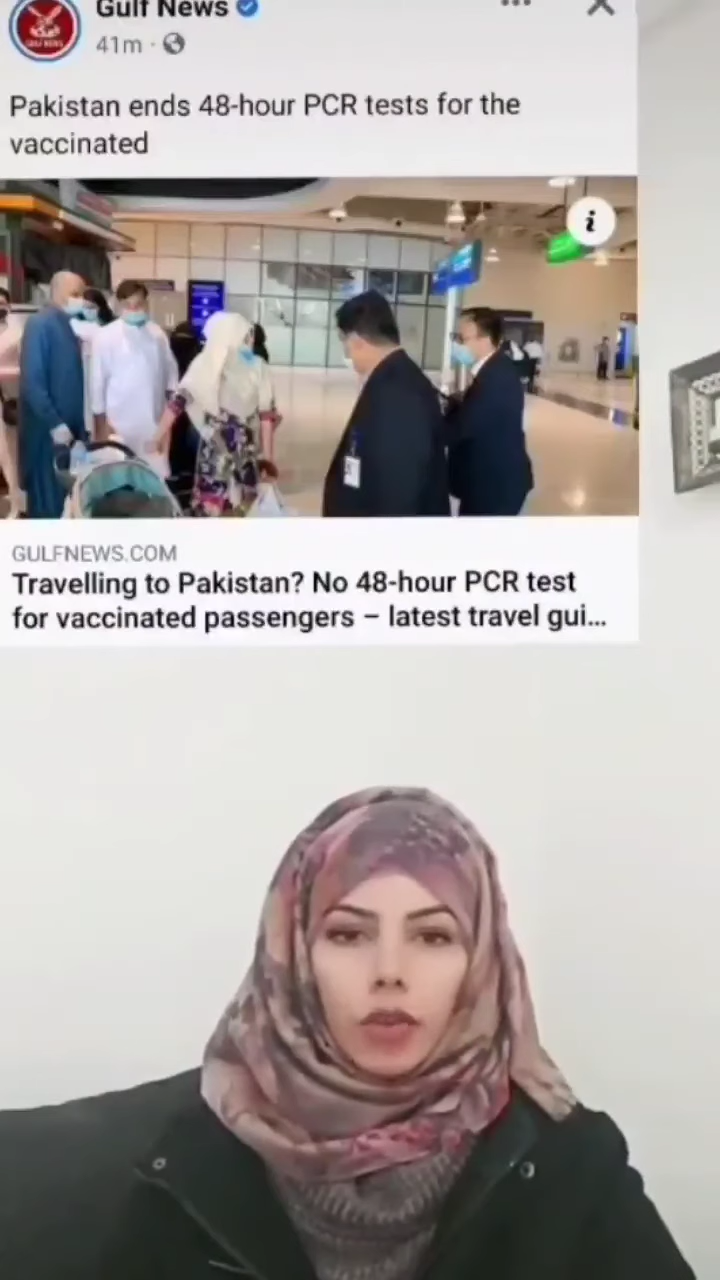 Gulf News
41m
Pakistan ends 48-hour PCR tests for the
vaccinated
i
GULFNEWS.COM
Travelling to Pakistan? No 48-hour PCR test
for vaccinated passengers – latest travel gui...